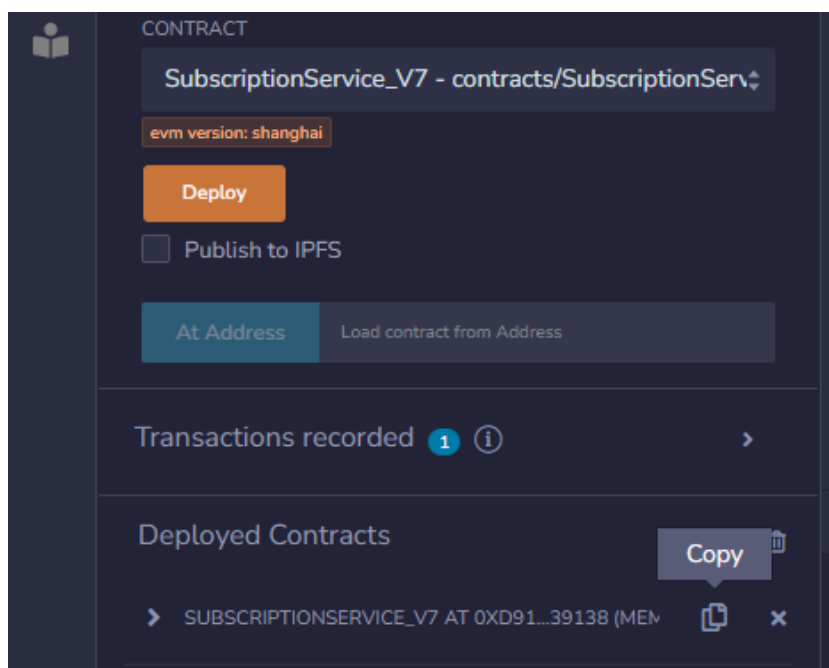 CONTRACT
SubscriptionService_V7 - contracts/SubscriptionServ
evm version: shanghai
Deploy
Publish to IPFS
At Address
Load contract from Address
Transactions recorded 1 i
Deployed Contracts
Copy
SUBSCRIPTIONSERVICE_V7 AT 0XD91...39138 (MEM